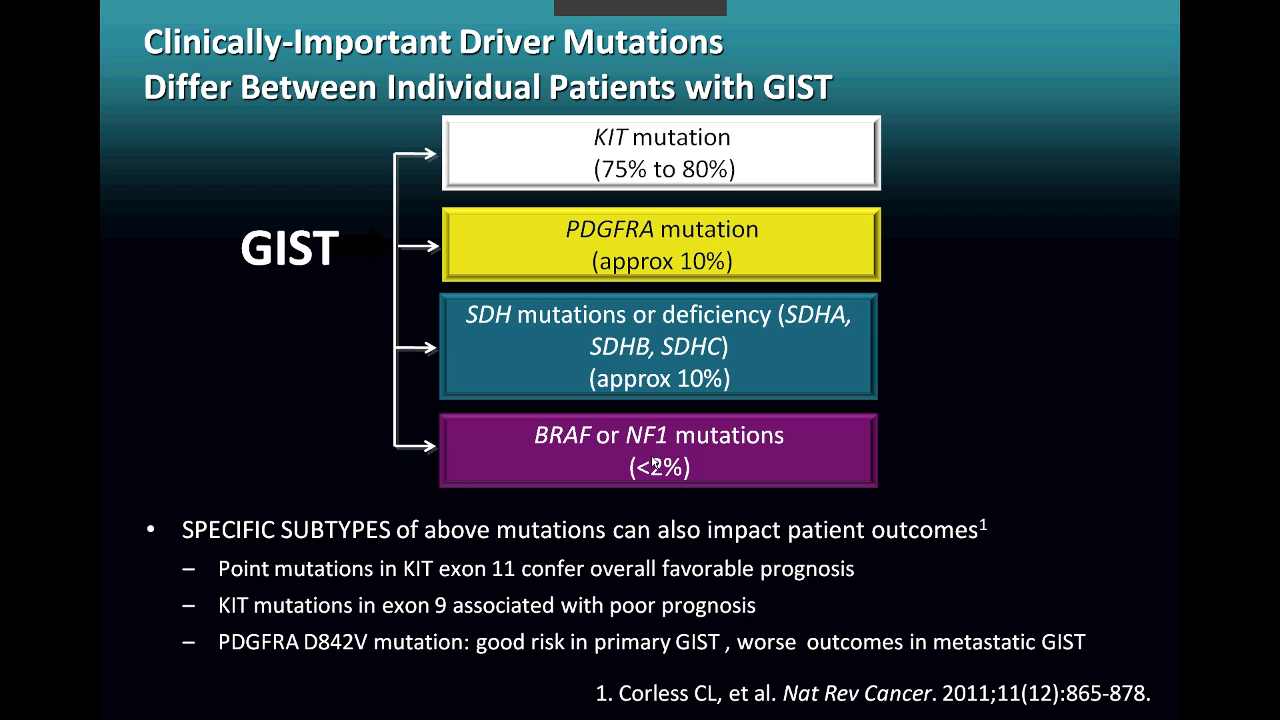 Clinically-Important Driver Mutations
Differ Between Individual Patients with GIST
GIST
KIT mutation
(75% to 80%)
PDGFRA mutation
(approx 10%)
SDH mutations or deficiency (SDHA,
SDHB, SDHC)
(approx 10%)
BRAF or NF1 mutations
(<2%)
• SPECIFIC SUBTYPES of above mutations can also impact patient outcomes1
– Point mutations in KIT exon 11 confer overall favorable prognosis
– KIT mutations in exon 9 associated with poor prognosis
– PDGFRA D842V mutation: good risk in primary GIST , worse outcomes in metastatic GIST
1. Corless CL, et al. Nat Rev Cancer. 2011;11(12):865-878.